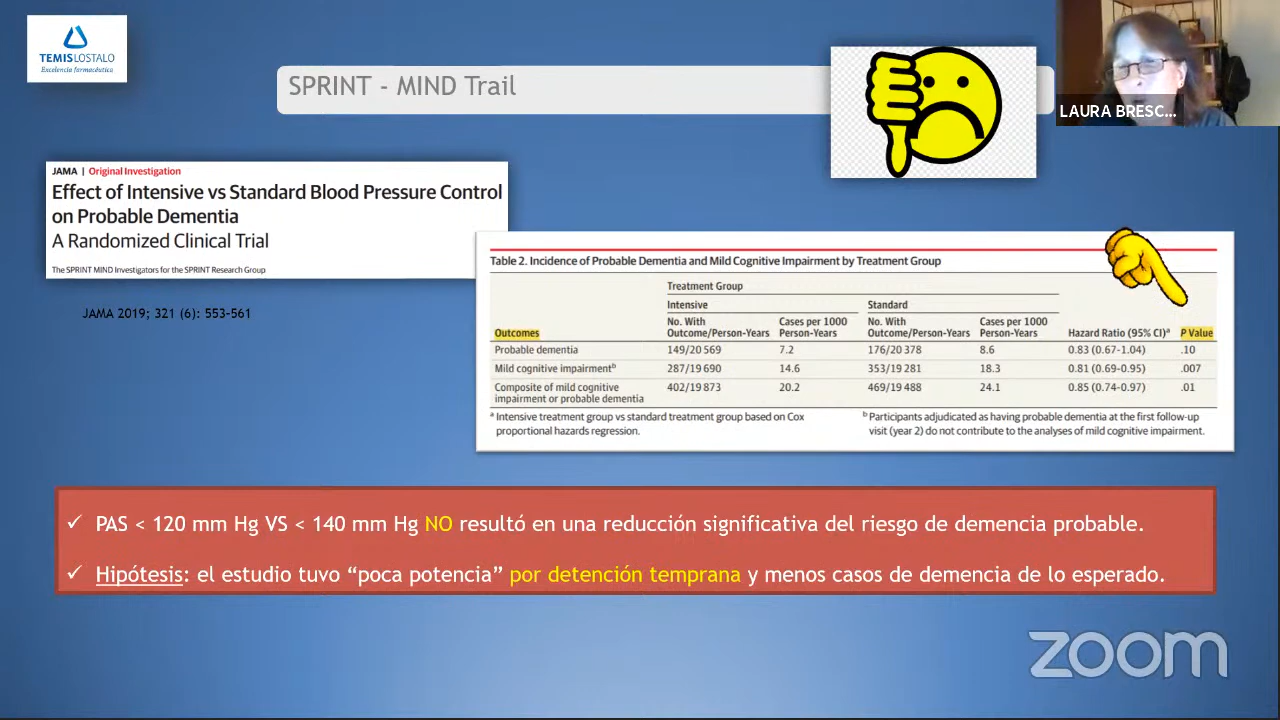 TEMISLOSTALO
Excelencia farmacéutica
SPRINT - MIND Trail
LAURA BRESC...
JAMA | Original Investigation
Effect of Intensive vs Standard Blood Pressure Control
on Probable Dementia
A Randomized Clinical Trial
The SPRINT MIND Investigators for the SPRINT Research Group
JAMA 2019; 321 (6): 553-561
Table 2. Incidence of Probable Dementia and Mild Cognitive Impairment by Treatment Group
Treatment Group
Intensive Standard
No. With Cases per 1000 No. With Cases per 1000
Outcomes Outcome/Person-Years Person-Years Outcome/Person-Years Person-Years Hazard Ratio (95% CI)a P Value
Probable dementia 149/20 569 7.2 176/20 378 8.6 0.83 (0.67-1.04) .10
Mild cognitive impairmentb 287/19 690 14.6 353/19 281 18.3 0.81 (0.69-0.95) .007
Composite of mild cognitive 402/19 873 20.2 469/19 488 24.1 0.85 (0.74-0.97) .01
impairment or probable dementia
a Intensive treatment group vs standard treatment group based on Cox
proportional hazards regression.
b Participants adjudicated as having probable dementia at the first follow-up
visit (year 2) do not contribute to the analyses of mild cognitive impairment.
✓ PAS < 120 mm Hg VS < 140 mm Hg NO resultó en una reducción significativa del riesgo de demencia probable.
✓ Hipótesis: el estudio tuvo “poca potencia” por detención temprana y menos casos de demencia de lo esperado.
zoom